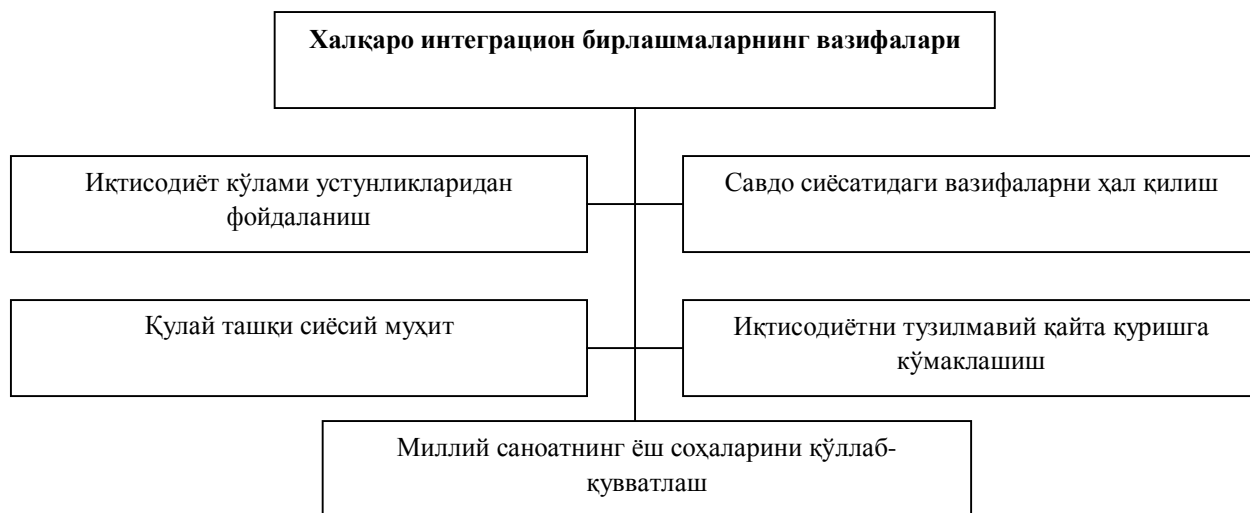 Халқаро интеграцион бирлашмаларнинг вазифалари
Иқтисодиёт кўлами устунликларидан
фойдаланиш
Савдо сиёсатидаги вазифаларни ҳал қилиш
Қулай ташқи сиёсий муҳит
Иқтисодиётни тузилмавий қайта қуришга
кўмаклашиш
Миллий саноатнинг ёш соҳаларини қўллаб-
қувватлаш